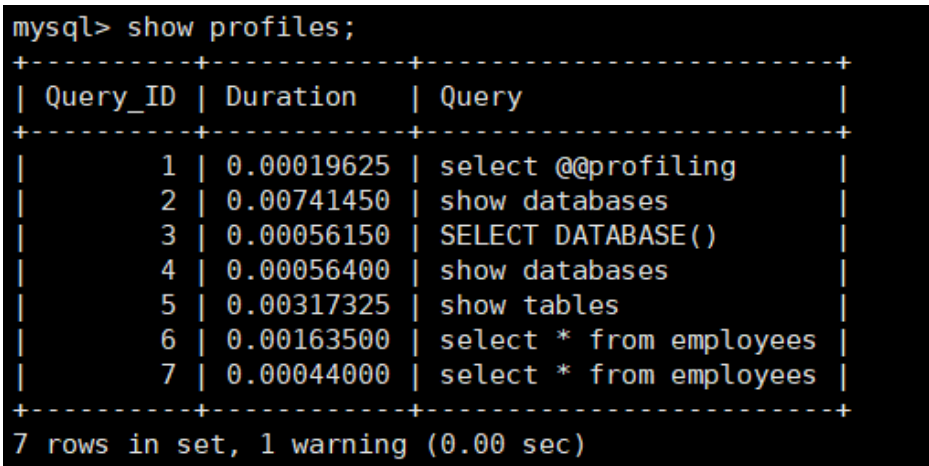 mysql> show profiles;
+----------+------------+-------------------------+
| Query_ID | Duration   | Query                   |
+----------+------------+-------------------------+
|        1 | 0.00019625 | select @@profiling      |
|        2 | 0.00741450 | show databases          |
|        3 | 0.00056150 | SELECT DATABASE()       |
|        4 | 0.00056400 | show databases          |
|        5 | 0.00317325 | show tables             |
|        6 | 0.00163500 | select * from employees |
|        7 | 0.00044000 | select * from employees |
+----------+------------+-------------------------+
7 rows in set, 1 warning (0.00 sec)